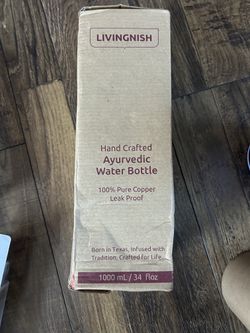 LIVINGNISH
Hand Crafted
Ayurvedic
Water Bottle
100% Pure Copper
Leak Proof
Born in Texas, Infused with
Tradition, Crafted for Life.
1000 mL / 34 floz